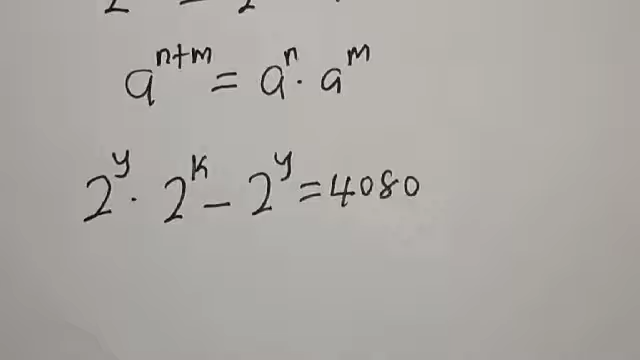 a^{n+m} = a^n · a^m
2^y · 2^k - 2^y = 4080